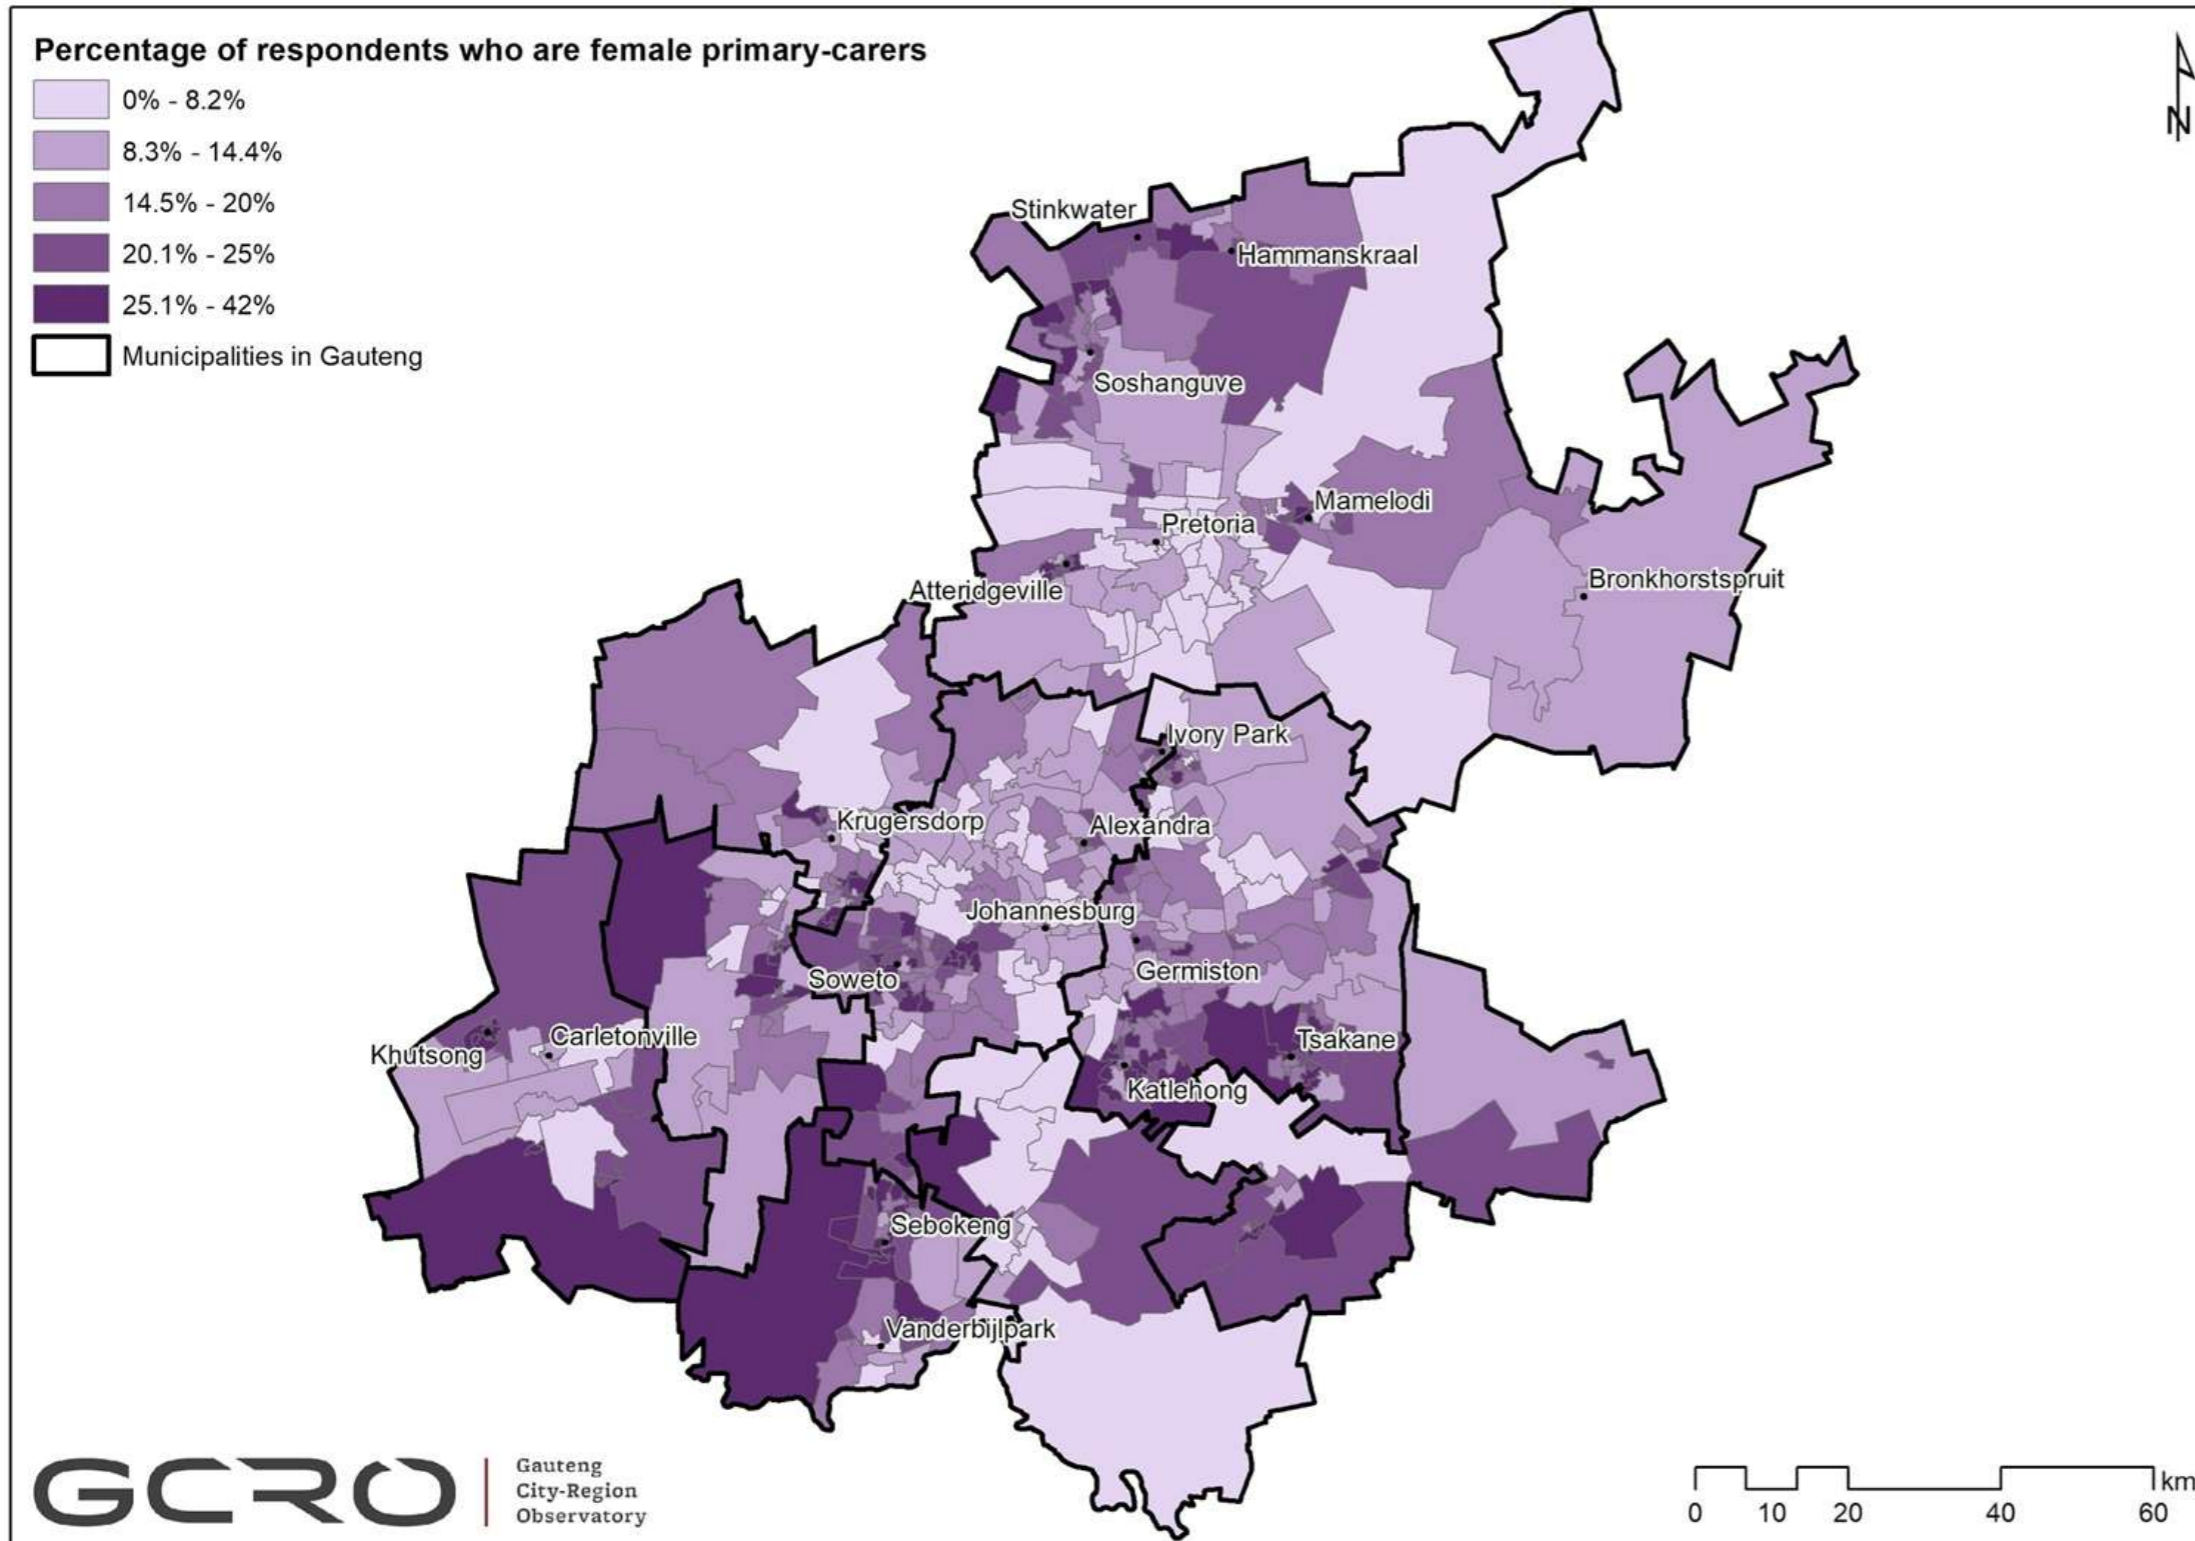 Percentage of respondents who are female primary-carers
0% - 8.2%
8.3% - 14.4%
14.5% - 20%
20.1% - 25%
25.1% - 42%
Municipalities in Gauteng
N
Stinkwater
Hammanskraal
Soshanguve
Mamelodi
Pretoria
Bronkhorstspruit
Atteridgeville
Ivory Park
Krugersdorp
Alexandra
Johannesburg
Germiston
Soweto
Carletonville
Khutsong
Tsakane
Katlehong
Sebokeng
Vanderbijlpark
GCRO
Gauteng
City-Region
Observatory
km
0 10 20 40 60